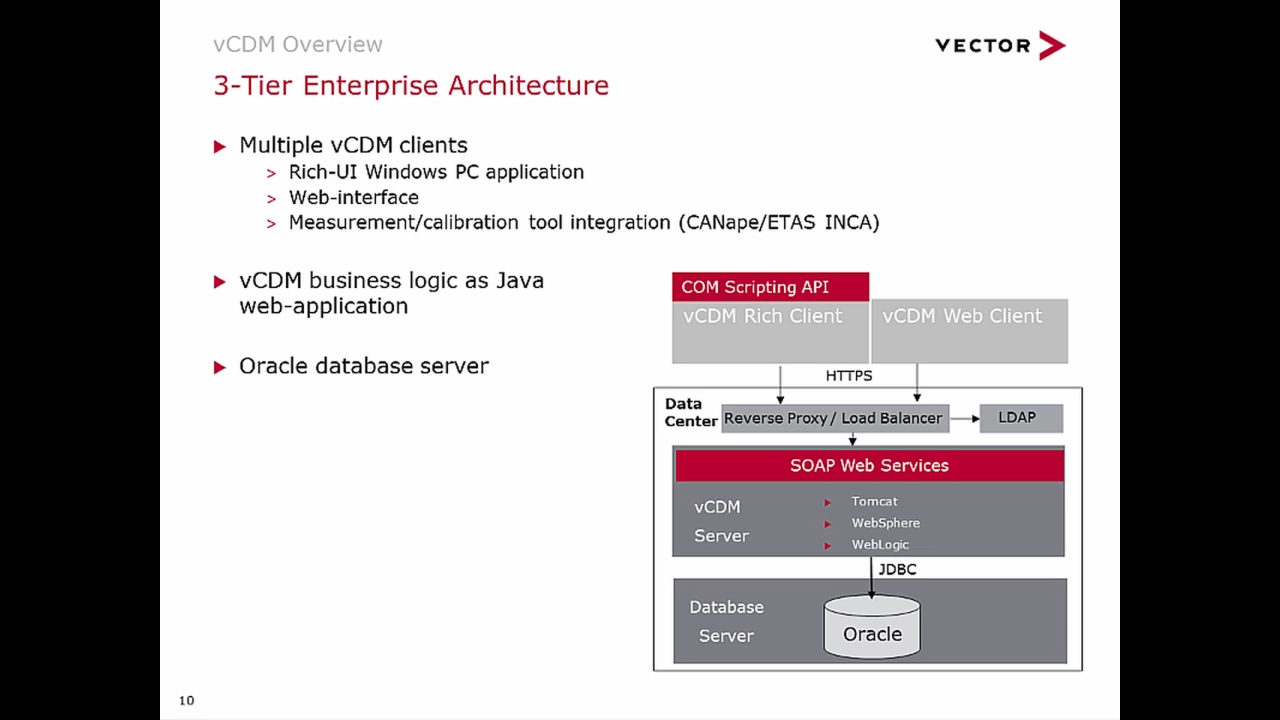 vCDM Overview
VECTOR
3-Tier Enterprise Architecture
Multiple vCDM clients
> Rich-UI Windows PC application
> Web-interface
> Measurement/calibration tool integration (CANape/ETAS INCA)
vCDM business logic as Java
web-application
Oracle database server
COM Scripting API
vCDM Rich Client
vCDM Web Client
HTTPS
Data
Center
Reverse Proxy / Load Balancer
LDAP
SOAP Web Services
vCDM
Server
Tomcat
WebSphere
WebLogic
JDBC
Database
Server
Oracle
10